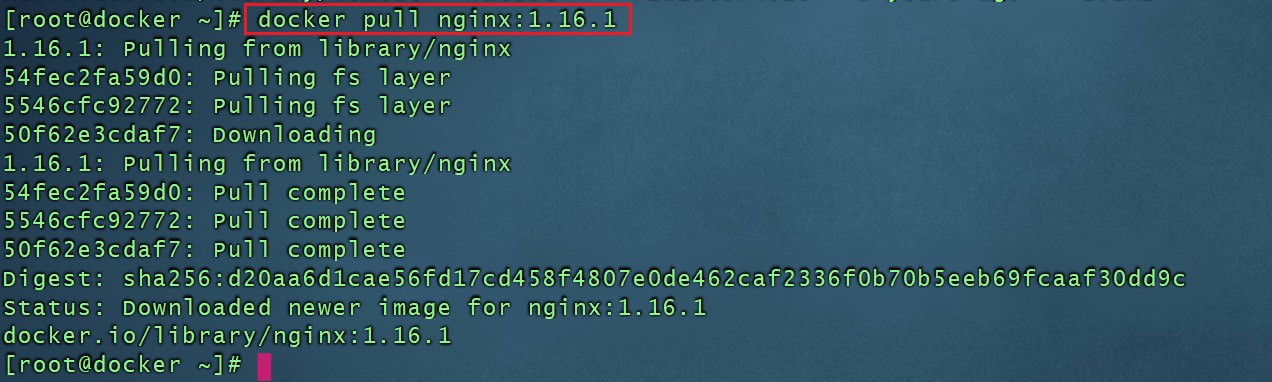 [root@docker ~]# docker pull nginx:1.16.1
1.16.1: Pulling from library/nginx
54fec2fa59d0: Pulling fs layer
5546cfc92772: Pulling fs layer
50f62e3cdaf7: Downloading
1.16.1: Pulling from library/nginx
54fec2fa59d0: Pull complete
5546cfc92772: Pull complete
50f62e3cdaf7: Pull complete
Digest: sha256:d20aa6d1cae56fd17cd458f4807e0de462caf2336f0b70b5eeb69fcaaf30dd9c
Status: Downloaded newer image for nginx:1.16.1
docker.io/library/nginx:1.16.1
[root@docker ~]#